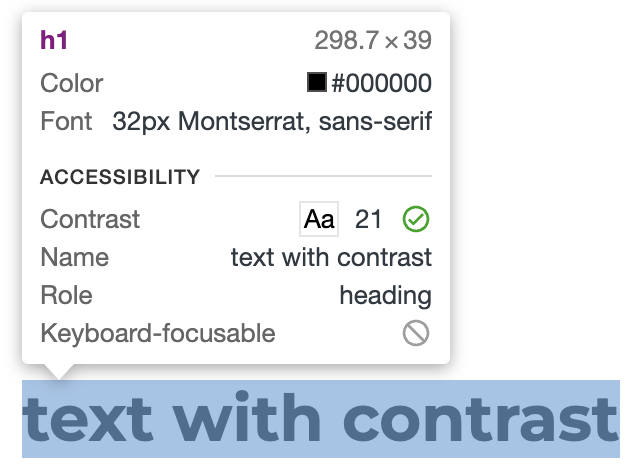 h1 298.7×39
Color #000000
Font 32px Montserrat, sans-serif
ACCESSIBILITY
Contrast Aa 21
Name text with contrast
Role heading
Keyboard-focusable
text with contrast